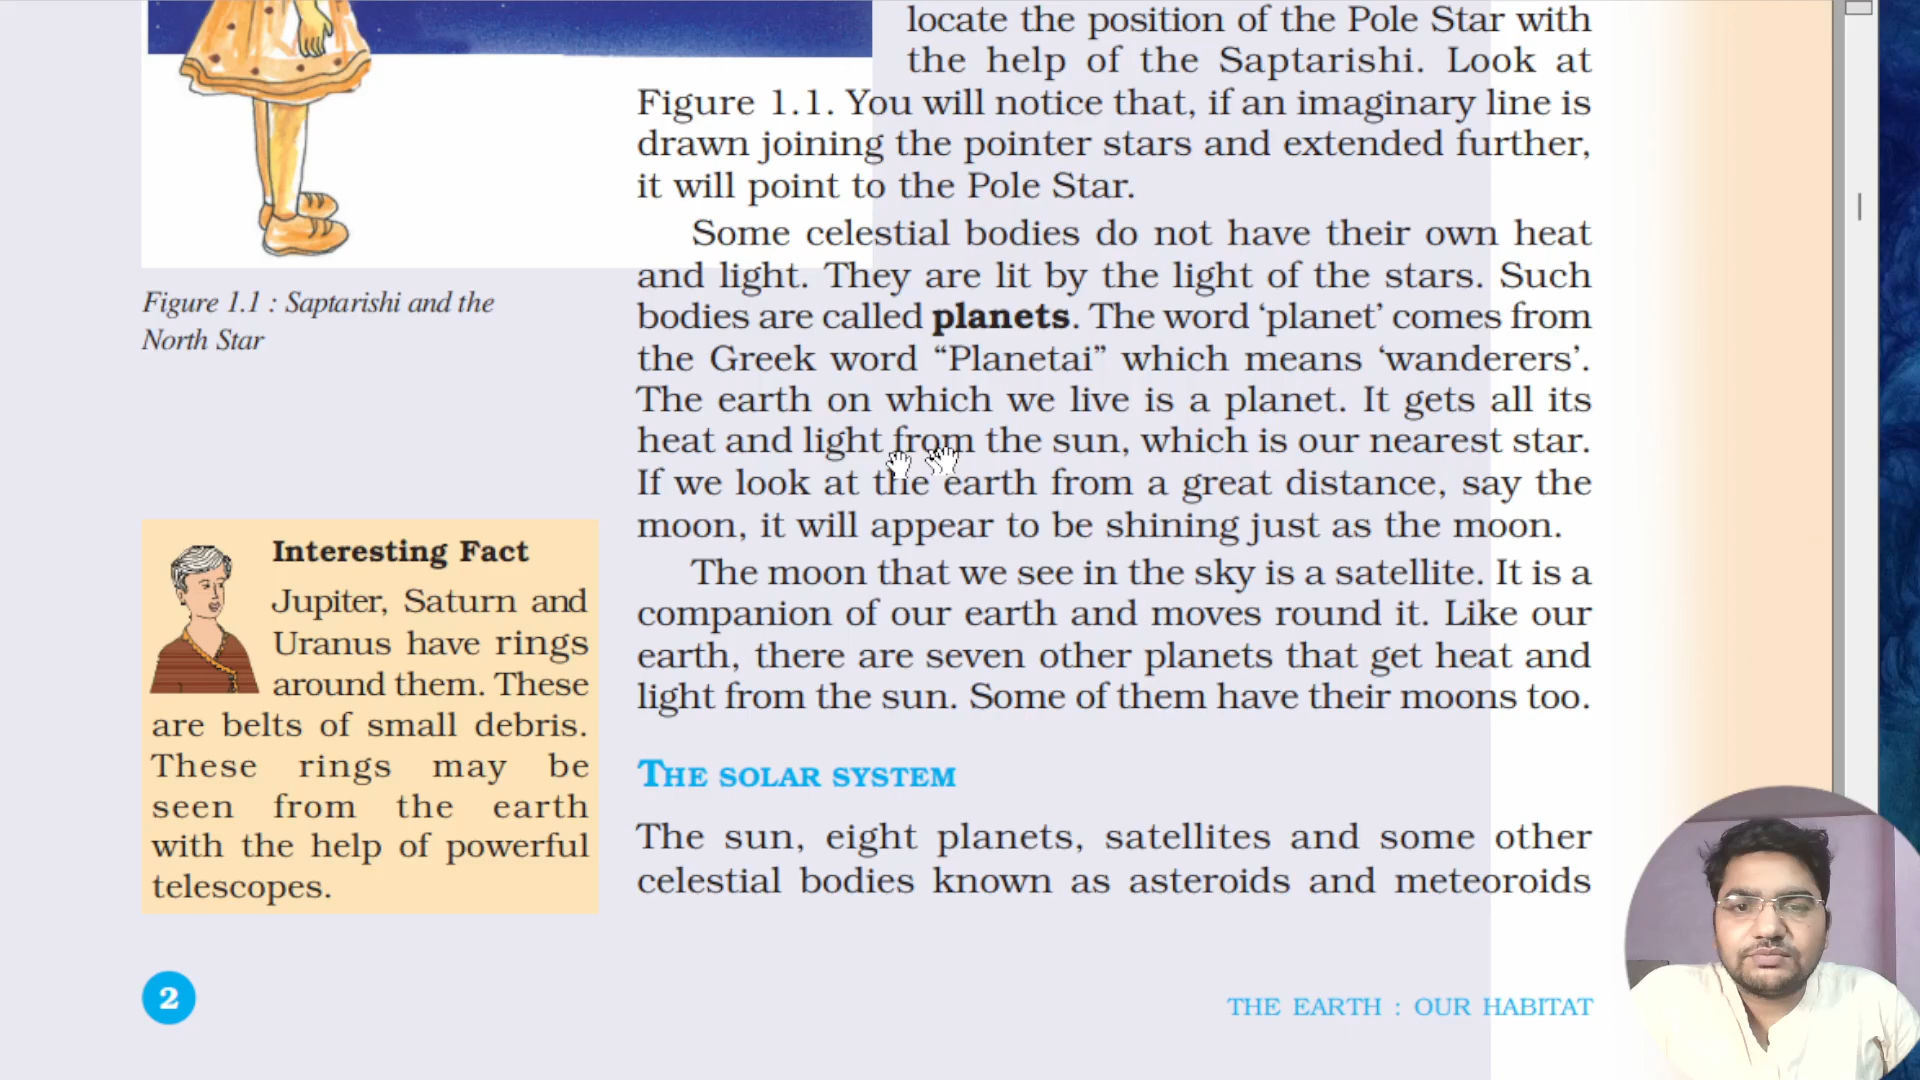 locate the position of the Pole Star with
the help of the Saptarishi. Look at
Figure 1.1. You will notice that, if an imaginary line is
drawn joining the pointer stars and extended further,
it will point to the Pole Star.
Some celestial bodies do not have their own heat
and light. They are lit by the light of the stars. Such
bodies are called planets. The word ‘planet’ comes from
the Greek word “Planetai” which means ‘wanderers’.
The earth on which we live is a planet. It gets all its
heat and light from the sun, which is our nearest star.
If we look at the earth from a great distance, say the
moon, it will appear to be shining just as the moon.
The moon that we see in the sky is a satellite. It is a
companion of our earth and moves round it. Like our
earth, there are seven other planets that get heat and
light from the sun. Some of them have their moons too.
THE SOLAR SYSTEM
The sun, eight planets, satellites and some other
celestial bodies known as asteroids and meteoroids
Figure 1.1 : Saptarishi and the
North Star
Interesting Fact
Jupiter, Saturn and
Uranus have rings
around them. These
are belts of small debris.
These rings may be
seen from the earth
with the help of powerful
telescopes.
2
THE EARTH : OUR HABITAT